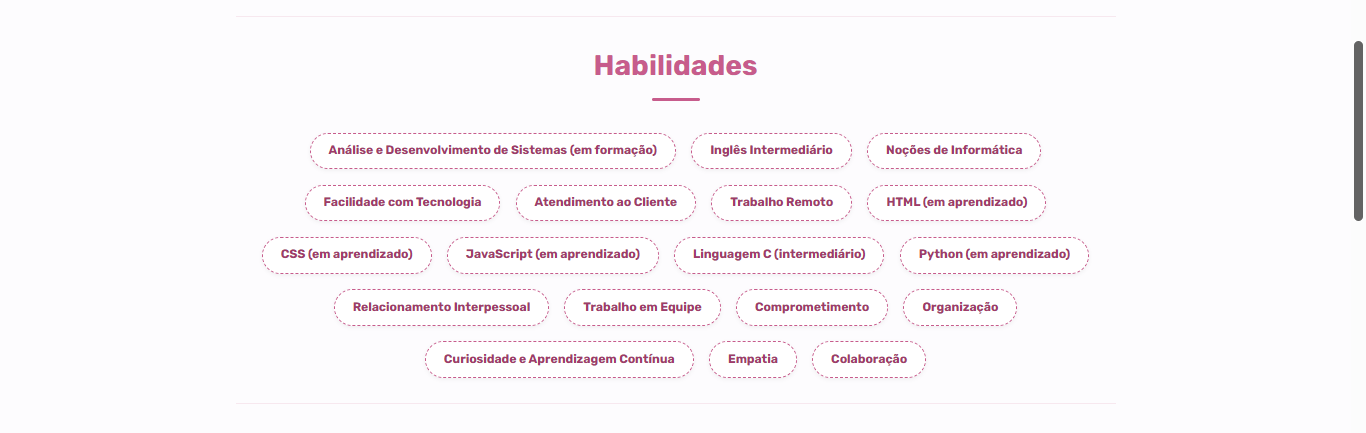 Habilidades
Análise e Desenvolvimento de Sistemas (em formação) Inglês Intermediário Noções de Informática
Facilidade com Tecnologia Atendimento ao Cliente Trabalho Remoto HTML (em aprendizado)
CSS (em aprendizado) JavaScript (em aprendizado) Linguagem C (intermediário) Python (em aprendizado)
Relacionamento Interpessoal Trabalho em Equipe Comprometimento Organização
Curiosidade e Aprendizagem Contínua Empatia Colaboração